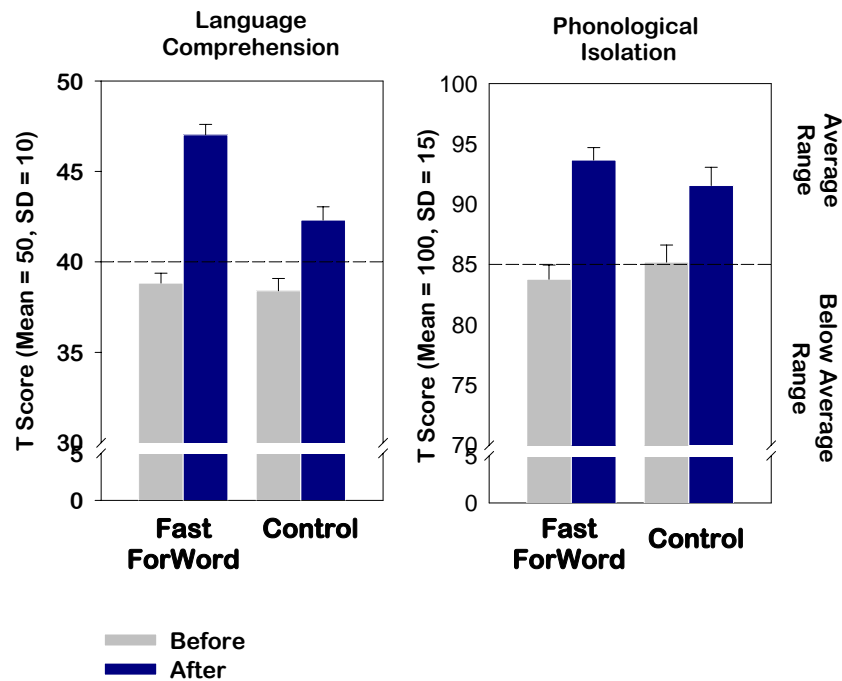 Language
Comprehension
Phonological
Isolation
T Score (Mean = 50, SD = 10)
50
45
40
35
30
5
0
Fast
ForWord
Control
T Score (Mean = 100, SD = 15)
100
95
90
85
80
75
70
5
0
Fast
ForWord
Control
Average
Range
Below Average
Range
Before
After